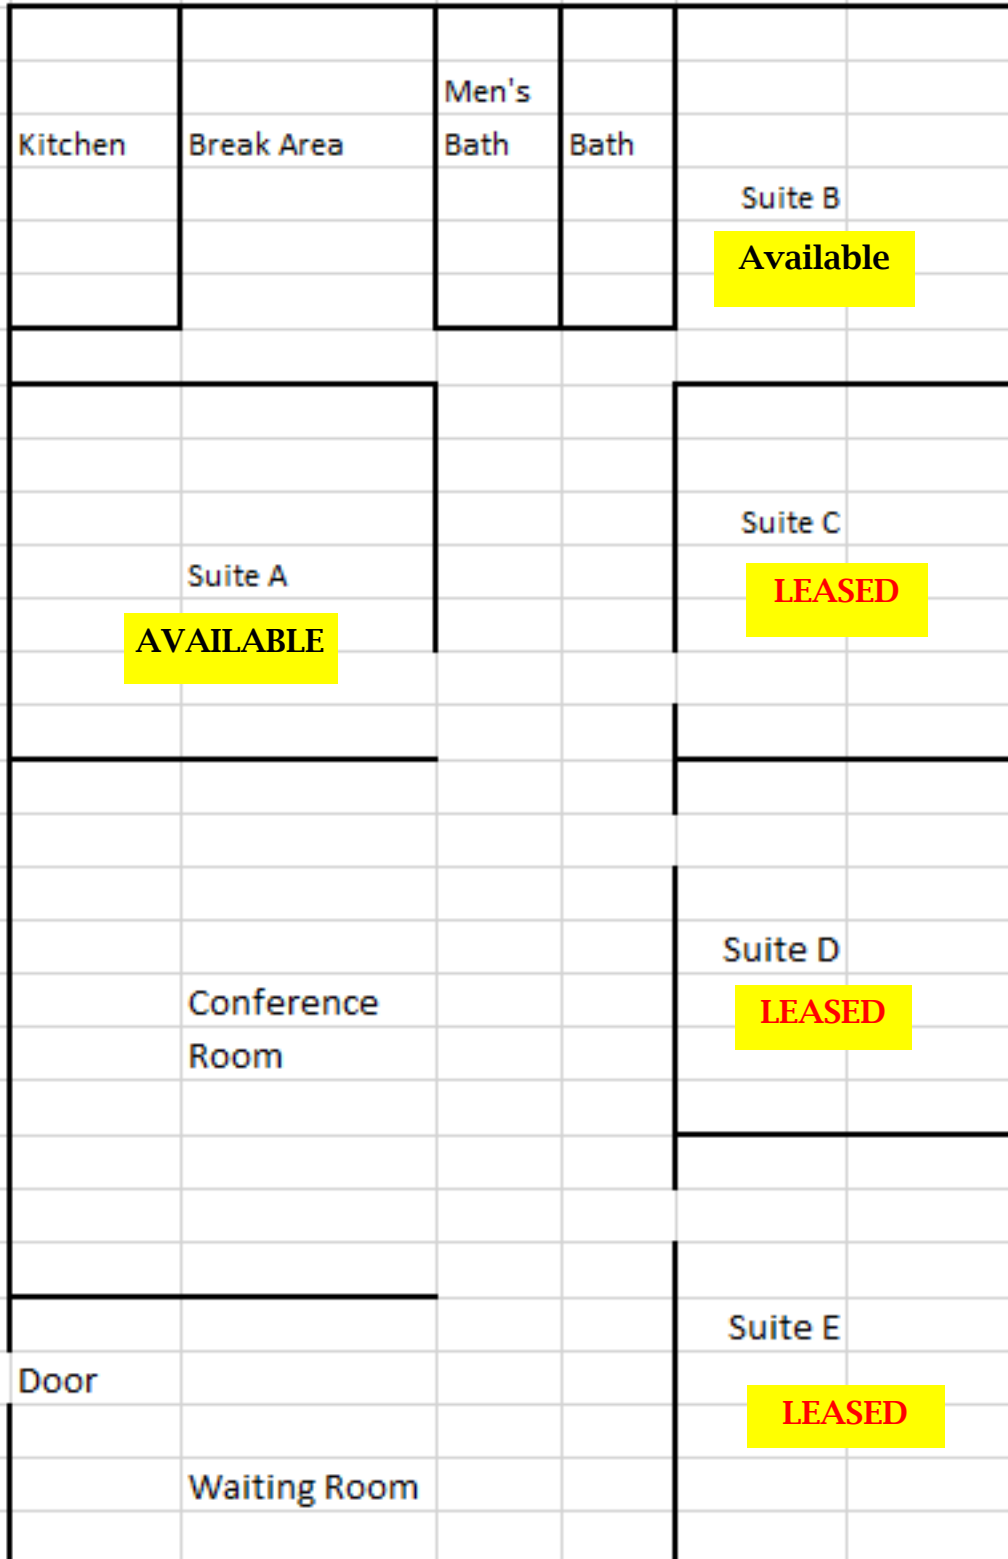 Men's
Kitchen Break Area Bath Bath
Suite B
Available
Suite C
Suite A
LEASED
AVAILABLE
Suite D
Conference
LEASED
Room
Suite E
Door
LEASED
Waiting Room